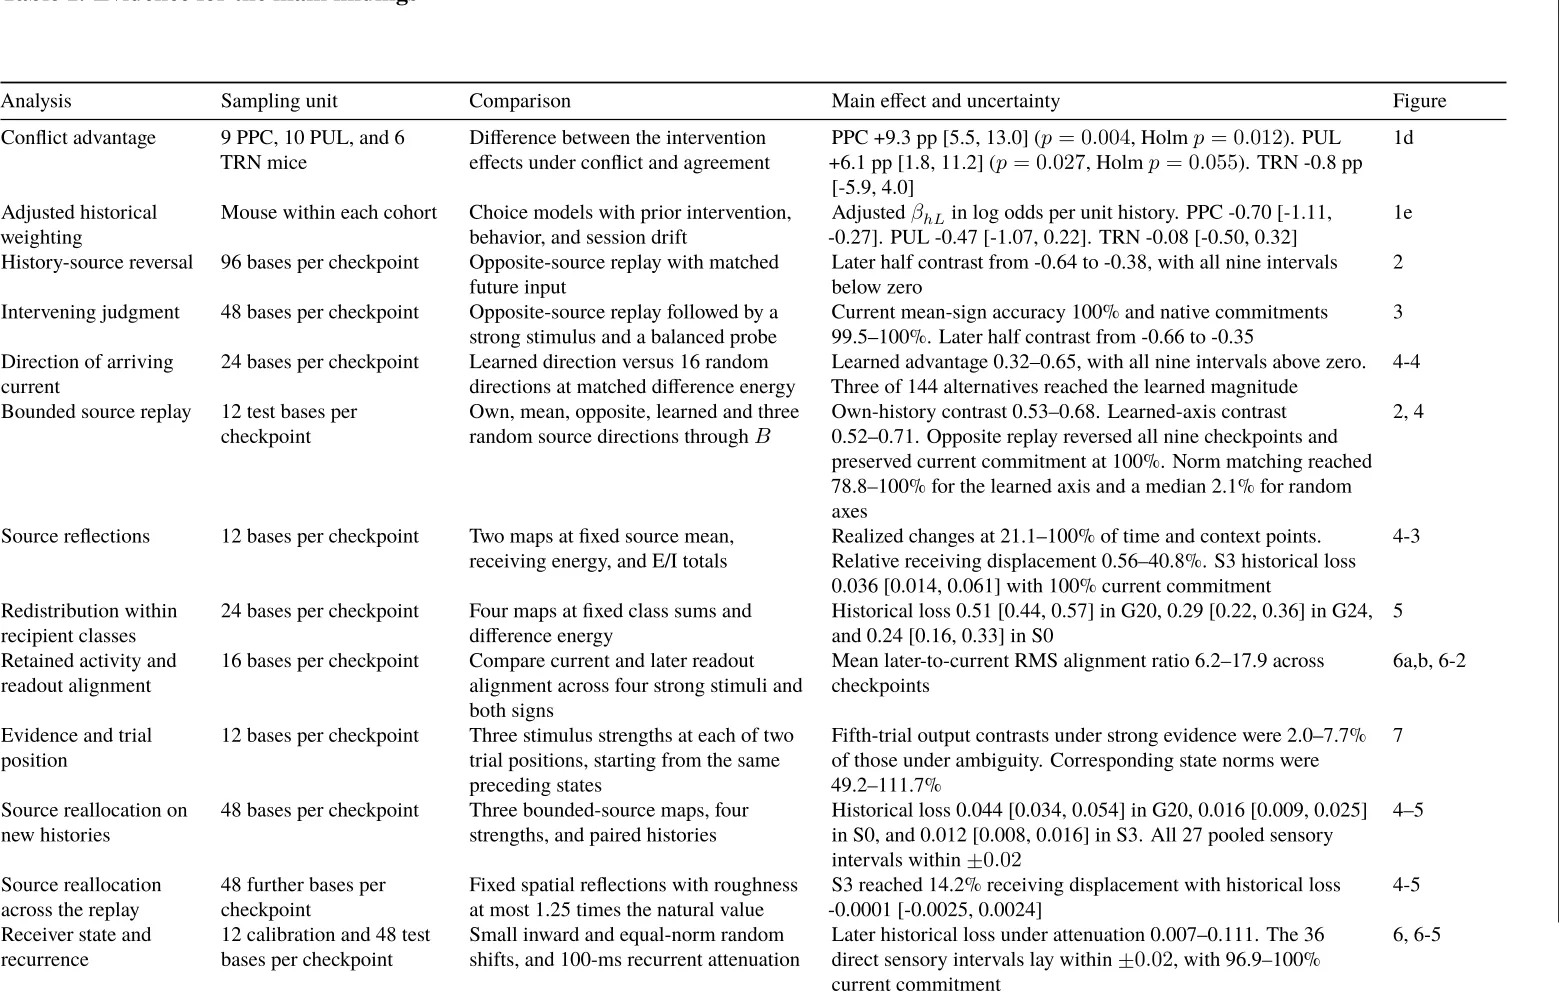 Table 1: Evidence for the main findings
Analysis Sampling unit Comparison Main effect and uncertainty Figure
Conflict advantage 9 PPC, 10 PUL, and 6 Difference between the intervention PPC +9.3 pp [5.5, 13.0] (p = 0.004, Holm p = 0.012). PUL 1d
TRN mice effects under conflict and agreement +6.1 pp [1.8, 11.2] (p = 0.027, Holm p = 0.055). TRN -0.8 pp
[-5.9, 4.0]
Adjusted historical Mouse within each cohort Choice models with prior intervention, Adjusted β_hL in log odds per unit history. PPC -0.70 [-1.11, 1e
weighting behavior, and session drift -0.27]. PUL -0.47 [-1.07, 0.22]. TRN -0.08 [-0.50, 0.32]
History-source reversal 96 bases per checkpoint Opposite-source replay with matched Later half contrast from -0.64 to -0.38, with all nine intervals 2
future input below zero
Intervening judgment 48 bases per checkpoint Opposite-source replay followed by a Current mean-sign accuracy 100% and native commitments 3
strong stimulus and a balanced probe 99.5–100%. Later half contrast from -0.66 to -0.35
Direction of arriving 24 bases per checkpoint Learned direction versus 16 random Learned advantage 0.32–0.65, with all nine intervals above zero. 4-4
current directions at matched difference energy Three of 144 alternatives reached the learned magnitude
Bounded source replay 12 test bases per Own, mean, opposite, learned and three Own-history contrast 0.53–0.68. Learned-axis contrast 2, 4
checkpoint random source directions through B 0.52–0.71. Opposite replay reversed all nine checkpoints and
preserved current commitment at 100%. Norm matching reached
78.8–100% for the learned axis and a median 2.1% for random
axes
Source reflections 12 bases per checkpoint Two maps at fixed source mean, Realized changes at 21.1–100% of time and context points. 4-3
receiving energy, and E/I totals Relative receiving displacement 0.56–40.8%. S3 historical loss
0.036 [0.014, 0.061] with 100% current commitment
Redistribution within 24 bases per checkpoint Four maps at fixed class sums and Historical loss 0.51 [0.44, 0.57] in G20, 0.29 [0.22, 0.36] in G24, 5
recipient classes difference energy and 0.24 [0.16, 0.33] in S0
Retained activity and 16 bases per checkpoint Compare current and later readout Mean later-to-current RMS alignment ratio 6.2–17.9 across 6a,b, 6-2
readout alignment alignment across four strong stimuli and checkpoints
both signs
Evidence and trial 12 bases per checkpoint Three stimulus strengths at each of two Fifth-trial output contrasts under strong evidence were 2.0–7.7% 7
position trial positions, starting from the same of those under ambiguity. Corresponding state norms were
preceding states 49.2–111.7%
Source reallocation on 48 bases per checkpoint Three bounded-source maps, four Historical loss 0.044 [0.034, 0.054] in G20, 0.016 [0.009, 0.025] 4–5
new histories strengths, and paired histories in S0, and 0.012 [0.008, 0.016] in S3. All 27 pooled sensory
intervals within ±0.02
Source reallocation 48 further bases per Fixed spatial reflections with roughness S3 reached 14.2% receiving displacement with historical loss 4-5
across the replay checkpoint at most 1.25 times the natural value -0.0001 [-0.0025, 0.0024]
Receiver state and 12 calibration and 48 test Small inward and equal-norm random Later historical loss under attenuation 0.007–0.111. The 36 6, 6-5
recurrence bases per checkpoint shifts, and 100-ms recurrent attenuation direct sensory intervals lay within ±0.02, with 96.9–100%
current commitment